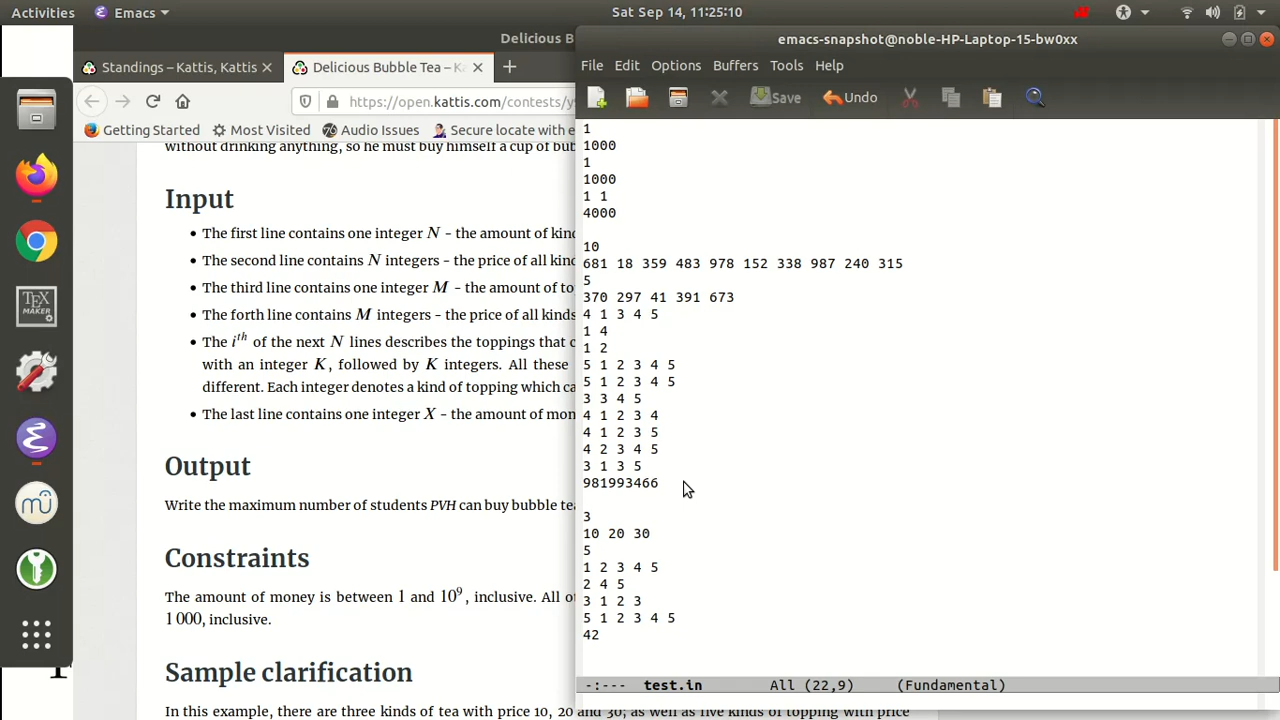 Activities
Emacs
Sat Sep 14, 11:25:10
Delicious B
emacs-snapshot@noble-HP-Laptop-15-bw0xx
Standings – Kattis, Kattis
Delicious Bubble Tea – K
File Edit Options Buffers Tools Help
https://open.kattis.com/contests/y
Save
Undo
Getting Started
Most Visited
Audio Issues
Secure locate with e
without drinking anything, so he must buy himself a cup of bub
Input
The first line contains one integer N - the amount of kin
The second line contains N integers - the price of all kin
The third line contains one integer M - the amount of to
The forth line contains M integers - the price of all kinds
The i^th of the next N lines describes the toppings that c
with an integer K, followed by K integers. All these
different. Each integer denotes a kind of topping which ca
The last line contains one integer X - the amount of mon
Output
Write the maximum number of students PVH can buy bubble te
Constraints
The amount of money is between 1 and 10^9, inclusive. All o
1 000, inclusive.
Sample clarification
In this example, there are three kinds of tea with price 10, 20 and 30; as well as five kinds of topping with price
1
1000
1
1000
1 1
4000
10
681 18 359 483 978 152 338 987 240 315
5
370 297 41 391 673
4 1 3 4 5
1 4
1 2
5 1 2 3 4 5
5 1 2 3 4 5
3 3 4 5
4 1 2 3 4
4 1 2 3 5
4 2 3 4 5
3 1 3 5
981993466
3
10 20 30
5
1 2 3 4 5
2 4 5
3 1 2 3
5 1 2 3 4 5
42
-:--- test.in All (22,9) (Fundamental)
TEX
MAKER
mu